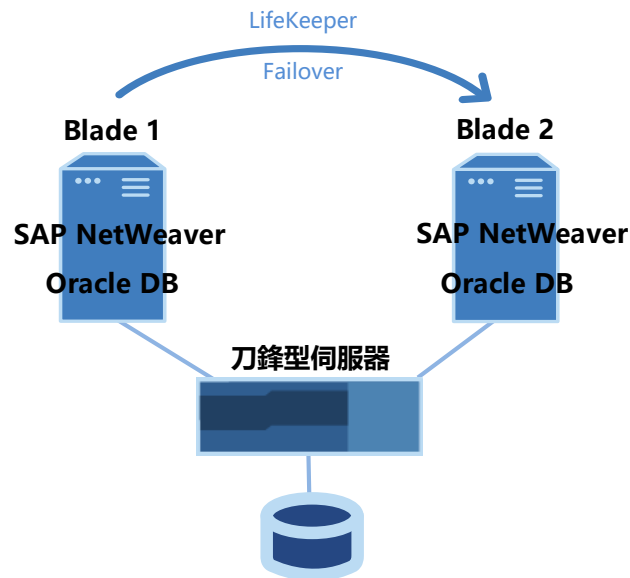 LifeKeeper
Failover
Blade 1
Blade 2
SAP NetWeaver
Oracle DB
SAP NetWeaver
Oracle DB
刀鋒型伺服器